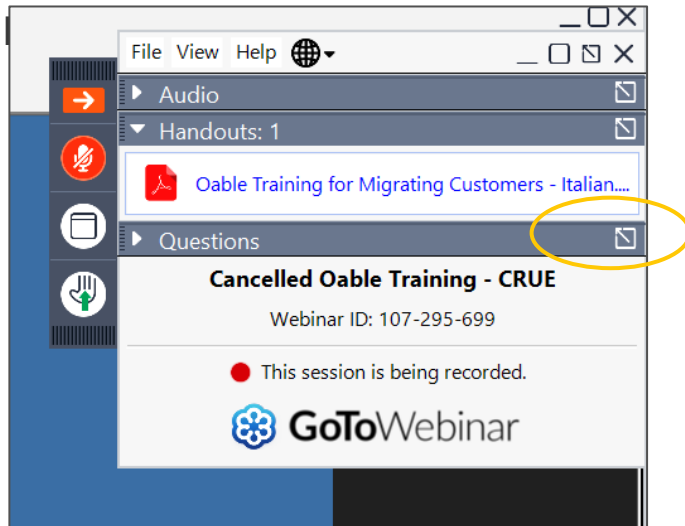 File View Help
Audio
Handouts: 1
Oable Training for Migrating Customers - Italian....
Questions
Cancelled Oable Training - CRUE
Webinar ID: 107-295-699
This session is being recorded.
GoToWebinar